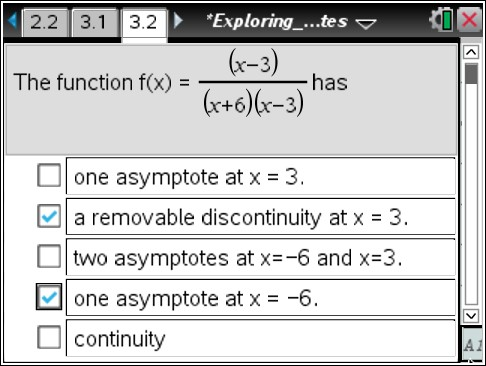 2.2 3.1 3.2 *Exploring_...tes
The function f(x) = (x-3)/((x+6)(x-3)) has
one asymptote at x = 3.
a removable discontinuity at x = 3.
two asymptotes at x=-6 and x=3.
one asymptote at x = -6.
continuity